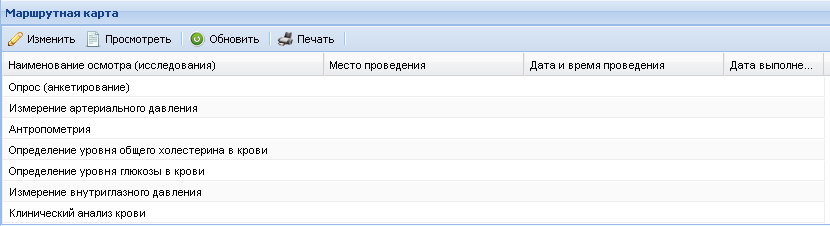 Маршрутная карта
Изменить Просмотреть Обновить Печать
Наименование осмотра (исследования) Место проведения Дата и время проведения Дата выполне...
Опрос (анкетирование)
Измерение артериального давления
Антропометрия
Определение уровня общего холестерина в крови
Определение уровня глюкозы в крови
Измерение внутриглазного давления
Клинический анализ крови